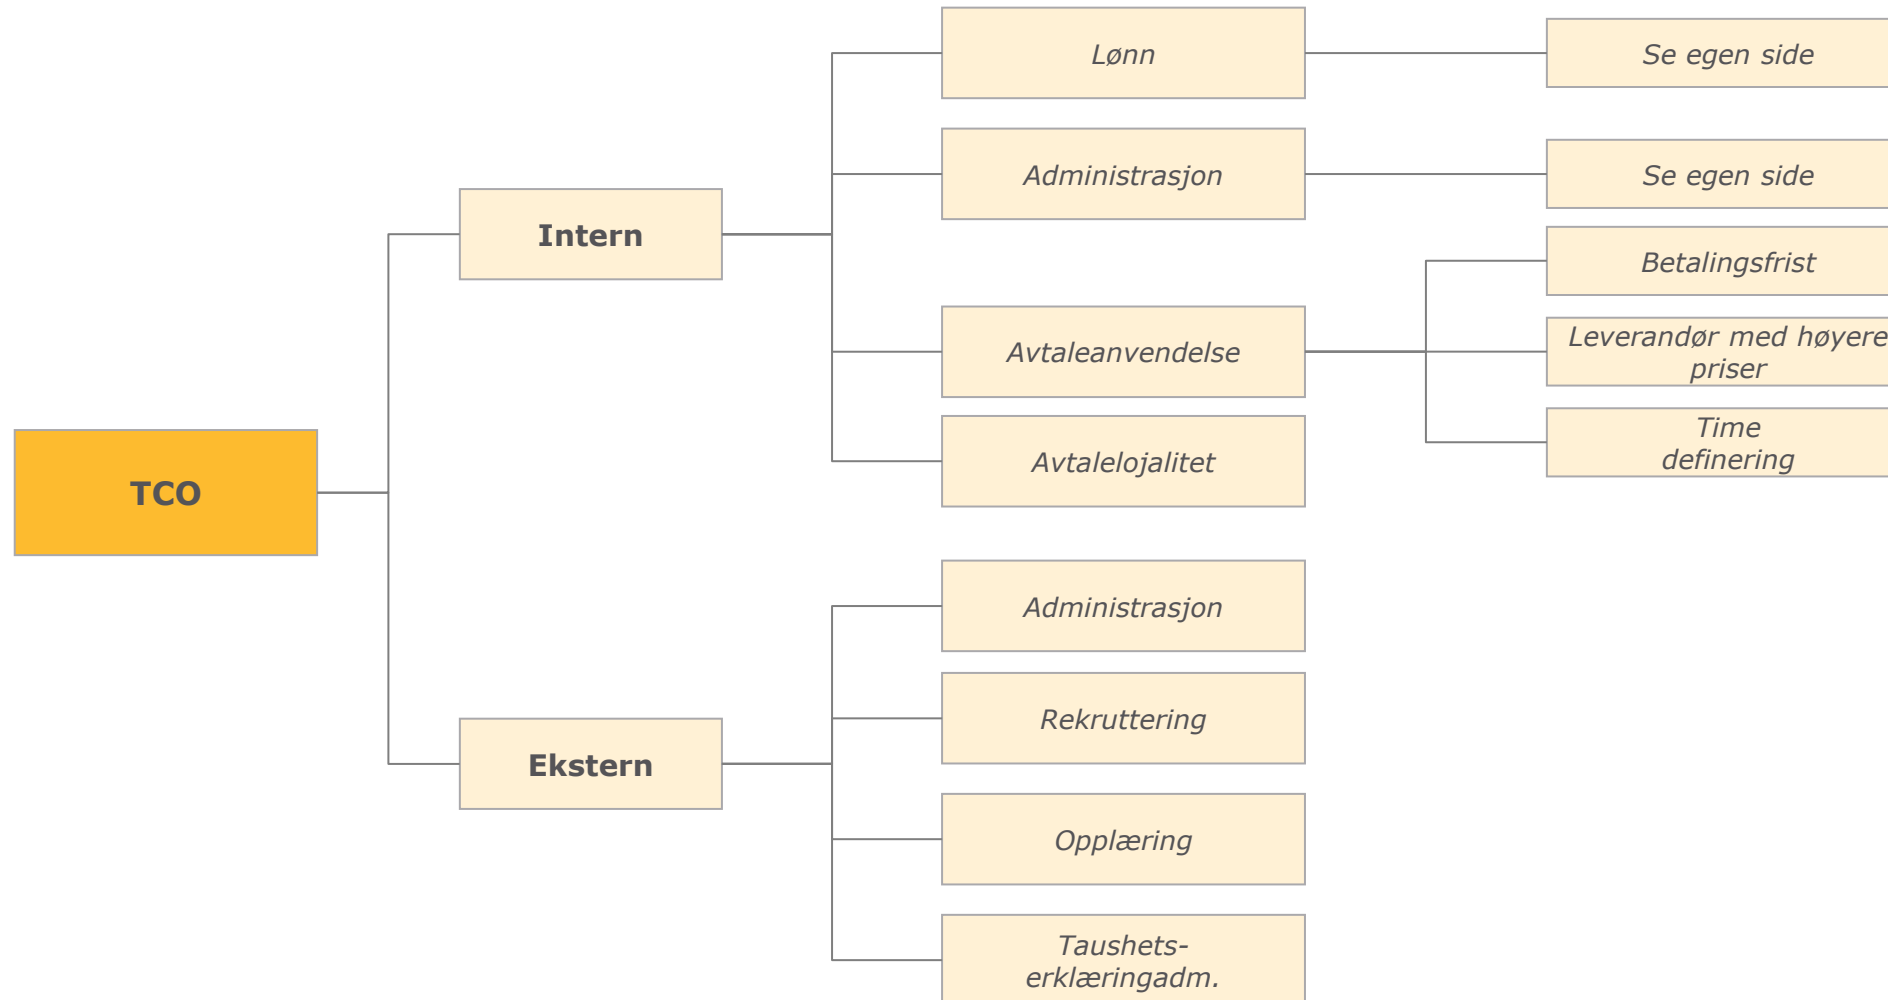 Lønn
Se egen side
Administrasjon
Se egen side
Intern
Betalingsfrist
Avtaleanvendelse
Leverandør med høyere
priser
Time
definering
Avtalelojalitet
TCO
Administrasjon
Rekruttering
Ekstern
Opplæring
Taushets-
erklæringadm.